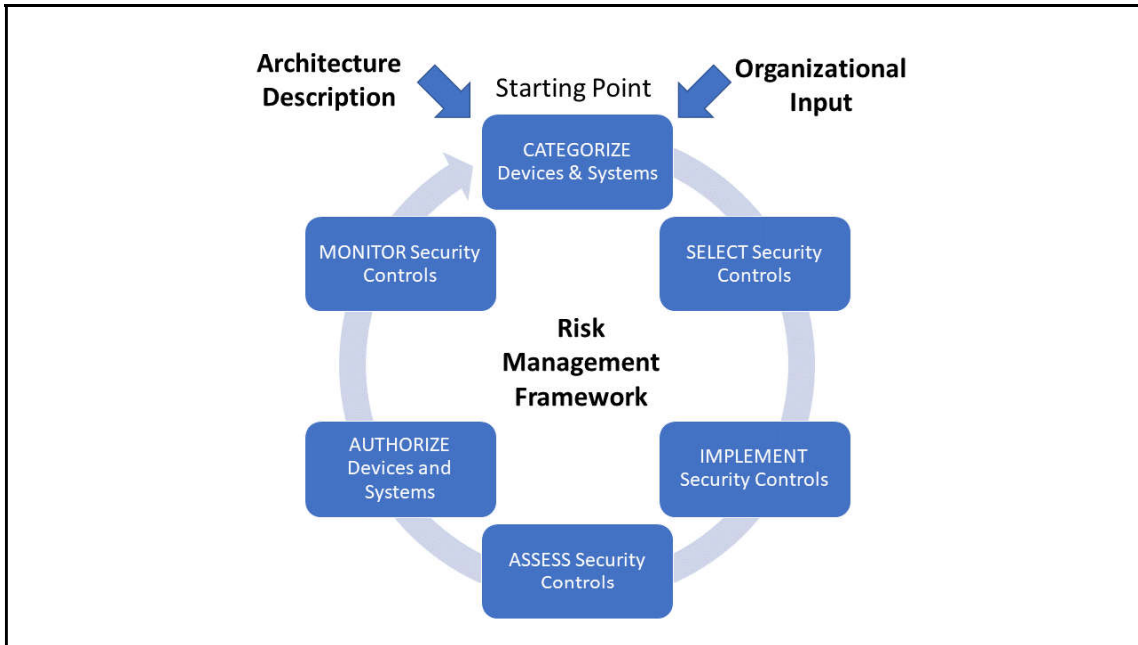 Architecture
Description
Starting Point
Organizational
Input
CATEGORIZE
Devices & Systems
MONITOR Security
Controls
SELECT Security
Controls
Risk
Management
Framework
AUTHORIZE
Devices and
Systems
IMPLEMENT
Security Controls
ASSESS Security
Controls